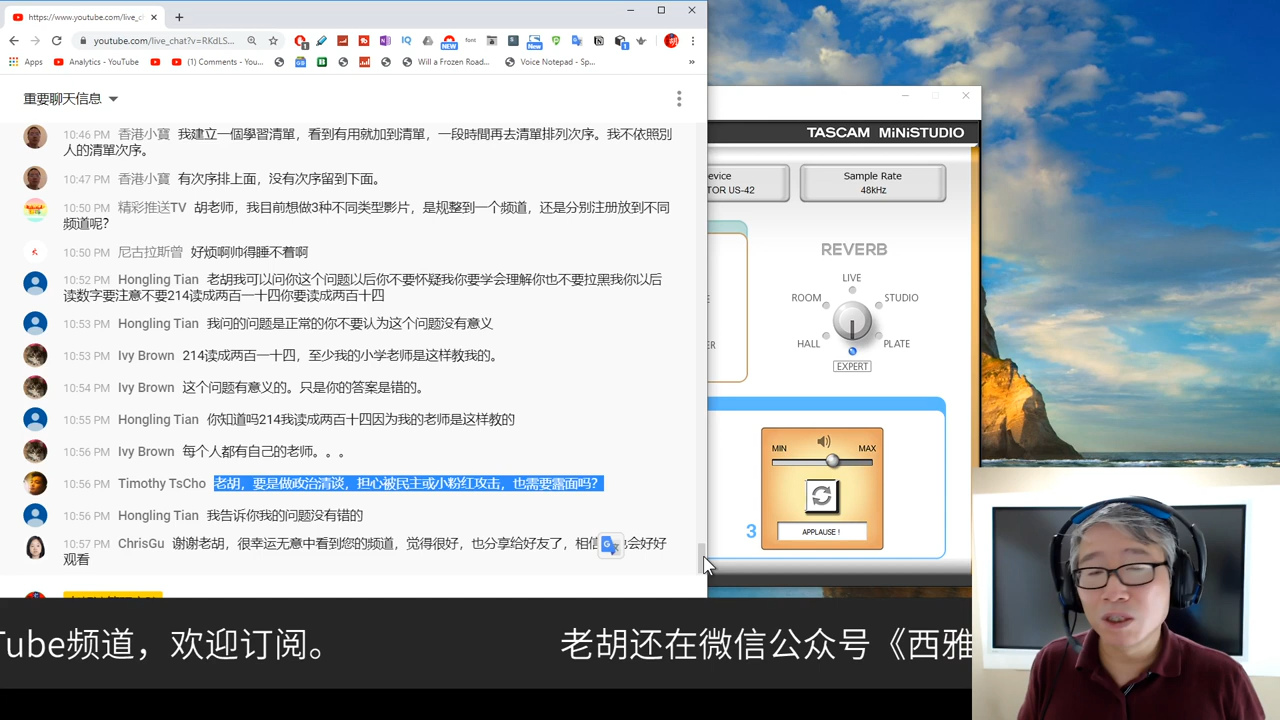 https://www.youtube.com/live_c
youtube.com/live_chat?v=RKdLS...
Apps
Analytics - YouTube
(1) Comments - You...
Will a Frozen Road...
Voice Notepad - Sp...
重要聊天信息
10:46 PM 香港小寶 我建立一個學習清單，看到有用就加到清單，一段時間再去清單排列次序。我不依照別
人的清單次序。
10:47 PM 香港小寶 有次序排上面，没有次序留到下面。
10:50 PM 精彩推送TV 胡老师，我目前想做3种不同类型影片，是规整到一个频道，还是分别注册放到不同
频道呢？
10:50 PM 尼古拉斯曾 好烦啊帅得睡不着啊
10:52 PM Hongling Tian 老胡我可以问你这个问题以后你不要怀疑我你要学会理解你也不要拉黑我你以后
读数字要注意不要214读成两百一十四你要读成两百十四
10:53 PM Hongling Tian 我问的问题是正常的你不要认为这个问题没有意义
10:53 PM Ivy Brown 214读成两百一十四，至少我的小学老师是这样教我的。
10:54 PM Ivy Brown 这个问题有意义的。只是你的答案是错的。
10:55 PM Hongling Tian 你知道吗214我读成两百十四因为我的老师是这样教的
10:56 PM Ivy Brown 每个人都有自己的老师。。。
10:56 PM Timothy TsCho 老胡，要是做政治清谈，担心被民主或小粉红攻击，也需要露面吗？
10:56 PM Hongling Tian 我告诉你我的问题没有错的
10:57 PM ChrisGu 谢谢老胡，很幸运无意中看到您的频道，觉得很好，也分享给好友了，相信 会好好
观看
TASCAM MiNiSTUDIO
evice
TOR US-42
Sample Rate
48kHz
REVERB
LIVE
ROOM
STUDIO
HALL
PLATE
EXPERT
ER
MIN
MAX
3
APPLAUSE !
Tube频道，欢迎订阅。
老胡还在微信公众号《西雅